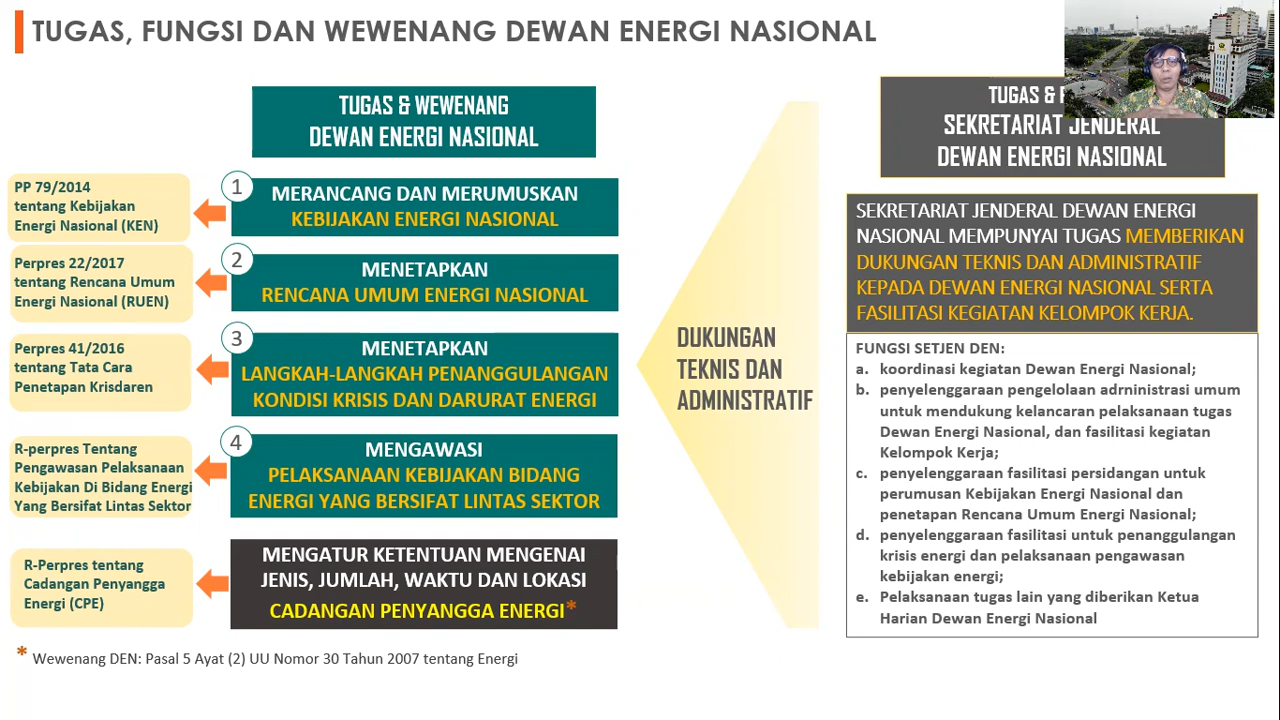 TUGAS, FUNGSI DAN WEWENANG DEWAN ENERGI NASIONAL
TUGAS & WEWENANG
DEWAN ENERGI NASIONAL
PP 79/2014
tentang Kebijakan
Energi Nasional (KEN)
1
MERANCANG DAN MERUMUSKAN
KEBIJAKAN ENERGI NASIONAL
Perpres 22/2017
tentang Rencana Umum
Energi Nasional (RUEN)
2
MENETAPKAN
RENCANA UMUM ENERGI NASIONAL
Perpres 41/2016
tentang Tata Cara
Penetapan Krisdaren
3
MENETAPKAN
LANGKAH-LANGKAH PENANGGULANGAN
KONDISI KRISIS DAN DARURAT ENERGI
R-perpres Tentang
Pengawasan Pelaksanaan
Kebijakan Di Bidang Energi
Yang Bersifat Lintas Sektor
4
MENGAWASI
PELAKSANAAN KEBIJAKAN BIDANG
ENERGI YANG BERSIFAT LINTAS SEKTOR
R-Perpres tentang
Cadangan Penyangga
Energi (CPE)
MENGATUR KETENTUAN MENGENAI
JENIS, JUMLAH, WAKTU DAN LOKASI
CADANGAN PENYANGGA ENERGI*
* Wewenang DEN: Pasal 5 Ayat (2) UU Nomor 30 Tahun 2007 tentang Energi
DUKUNGAN
TEKNIS DAN
ADMINISTRATIF
TUGAS &
SEKRETARIAT JENDERAL
DEWAN ENERGI NASIONAL
SEKRETARIAT JENDERAL DEWAN ENERGI
NASIONAL MEMPUNYAI TUGAS MEMBERIKAN
DUKUNGAN TEKNIS DAN ADMINISTRATIF
KEPADA DEWAN ENERGI NASIONAL SERTA
FASILITASI KEGIATAN KELOMPOK KERJA.
FUNGSI SETJEN DEN:
a. koordinasi kegiatan Dewan Energi Nasional;
b. penyelenggaraan pengelolaan adrninistrasi umum
untuk mendukung kelancaran pelaksanaan tugas
Dewan Energi Nasional, dan fasilitasi kegiatan
Kelompok Kerja;
c. penyelenggaraan fasilitasi persidangan untuk
perumusan Kebijakan Energi Nasional dan
penetapan Rencana Umum Energi Nasional;
d. penyelenggaraan fasilitasi untuk penanggulangan
krisis energi dan pelaksanaan pengawasan
kebijakan energi;
e. Pelaksanaan tugas lain yang diberikan Ketua
Harian Dewan Energi Nasional